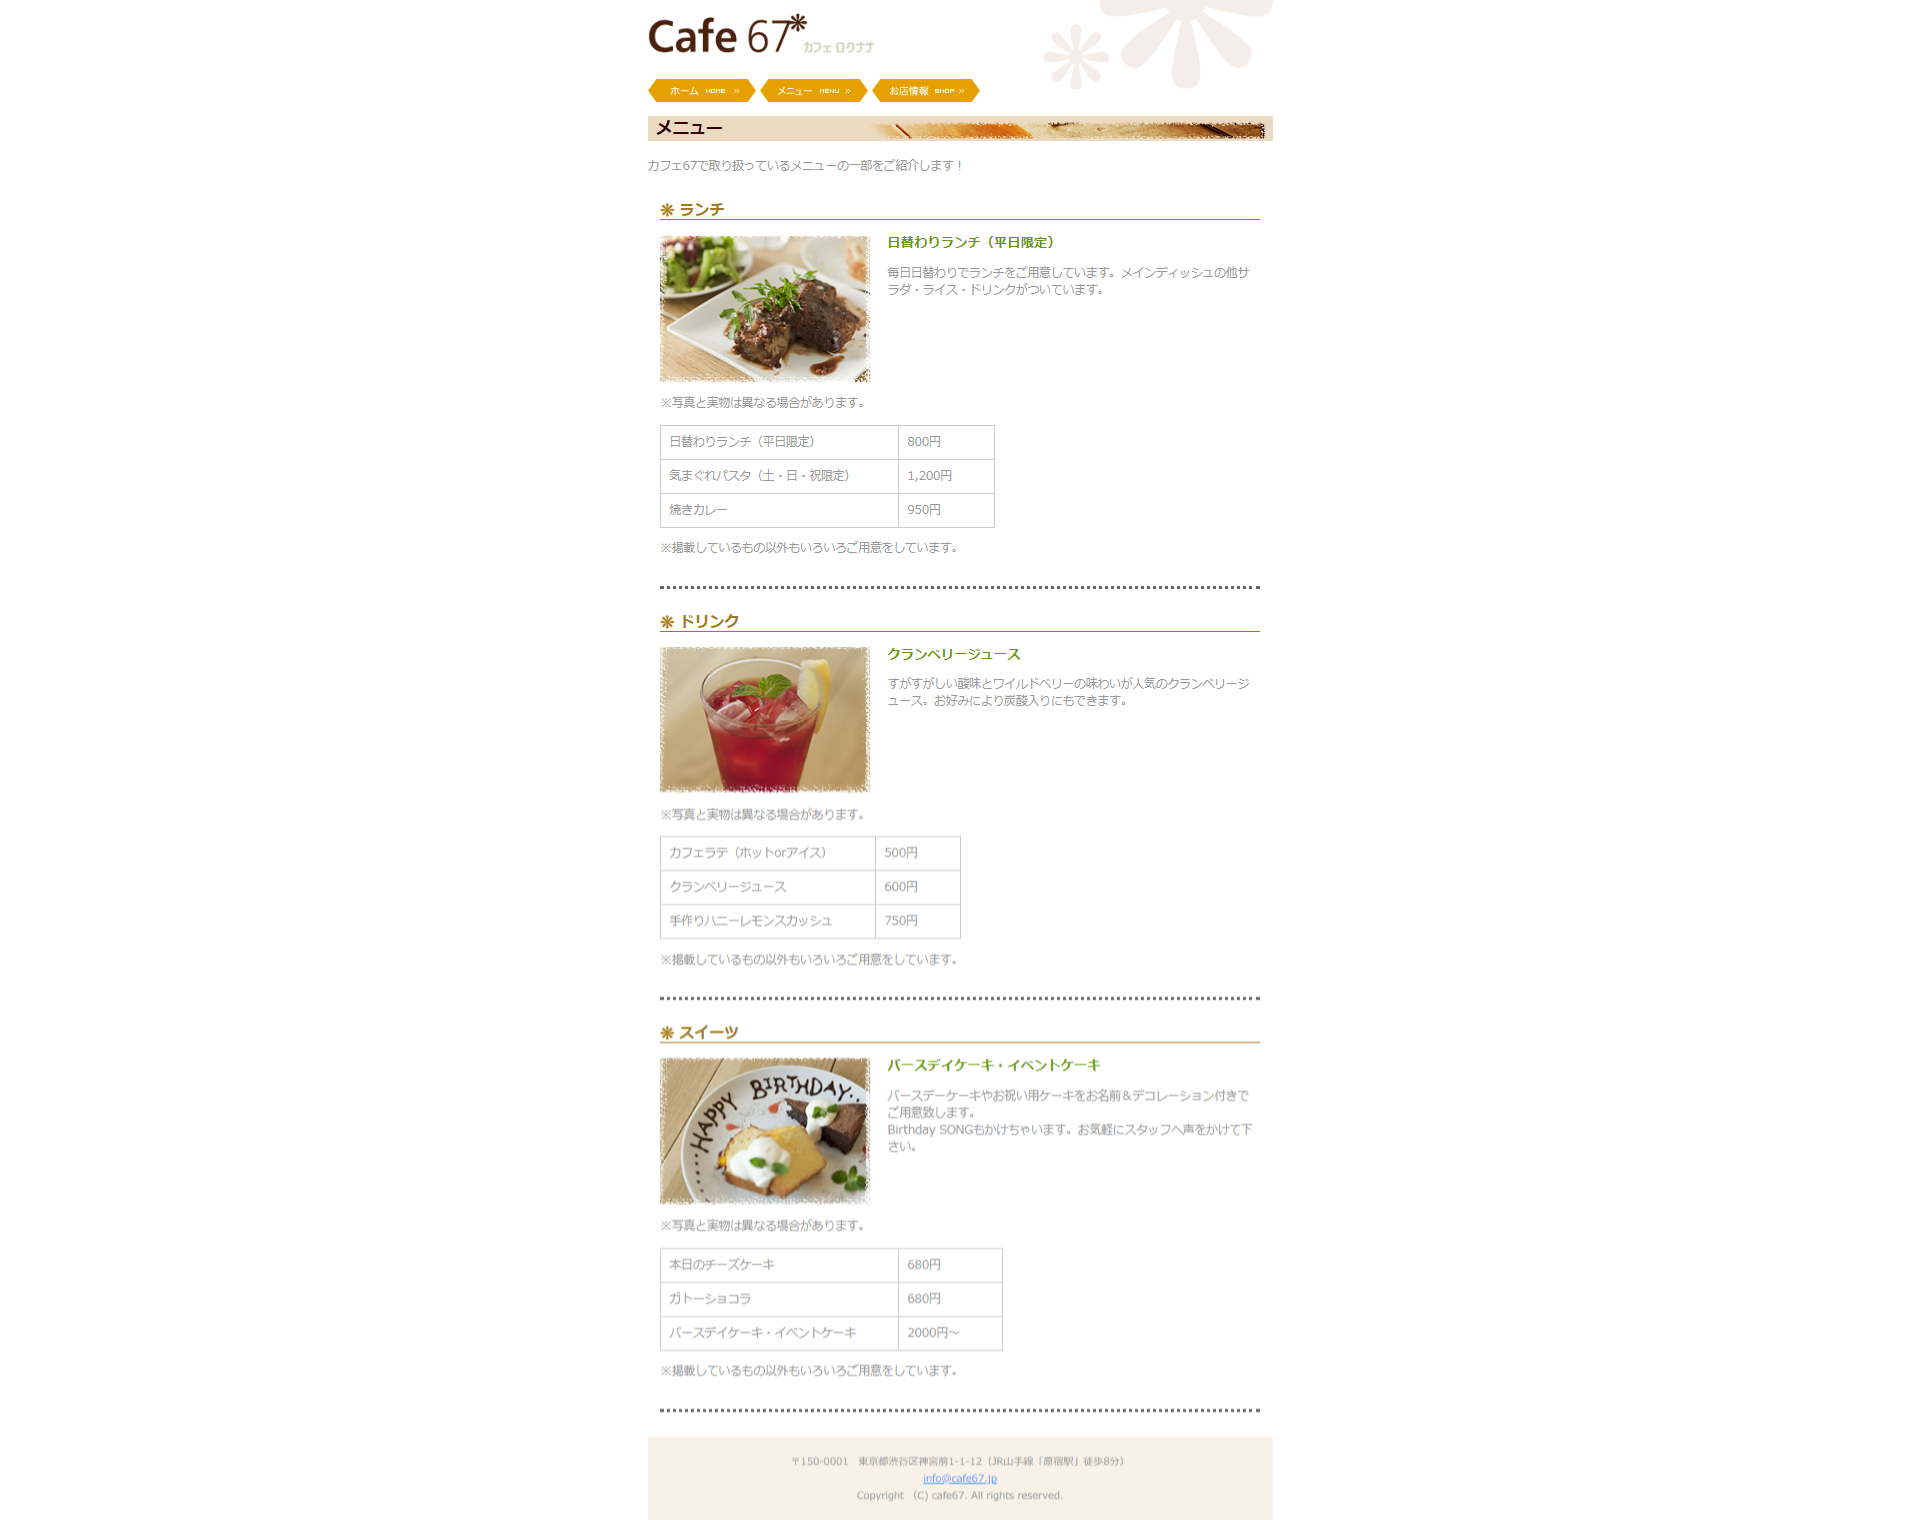 Cafe 67 カフェ ロクナナ
ホーム HOME » メニュー MENU » お店情報 SHOP »
メニュー
カフェ67で取り扱っているメニューの一部をご紹介します！
ランチ
日替わりランチ（平日限定）
毎日日替わりでランチをご用意しています。メインディッシュの他サ
ラダ・ライス・ドリンクがついています。
※写真と実物は異なる場合があります。
日替わりランチ（平日限定） 800円
気まぐれパスタ（土・日・祝限定） 1,200円
焼きカレー 950円
※掲載しているもの以外もいろいろご用意をしています。
ドリンク
クランベリージュース
すがすがしい酸味とワイルドベリーの味わいが人気のクランベリージ
ュース。お好みにより炭酸入りにもできます。
※写真と実物は異なる場合があります。
カフェラテ（ホットorアイス） 500円
クランベリージュース 600円
手作りハニーレモンスカッシュ 750円
※掲載しているもの以外もいろいろご用意をしています。
スイーツ
バースデイケーキ・イベントケーキ
HAPPY BIRTHDAY
バースデーケーキやお祝い用ケーキをお名前＆デコレーション付きで
ご用意致します。
Birthday SONGもかけちゃいます。お気軽にスタッフへ声をかけて下
さい。
※写真と実物は異なる場合があります。
本日のチーズケーキ 680円
ガトーショコラ 680円
バースデイケーキ・イベントケーキ 2000円～
※掲載しているもの以外もいろいろご用意をしています。
〒150-0001　東京都渋谷区神宮前1-1-12（JR山手線「原宿駅」徒歩8分）
info@cafe67.jp
Copyright （C) cafe67. All rights reserved.